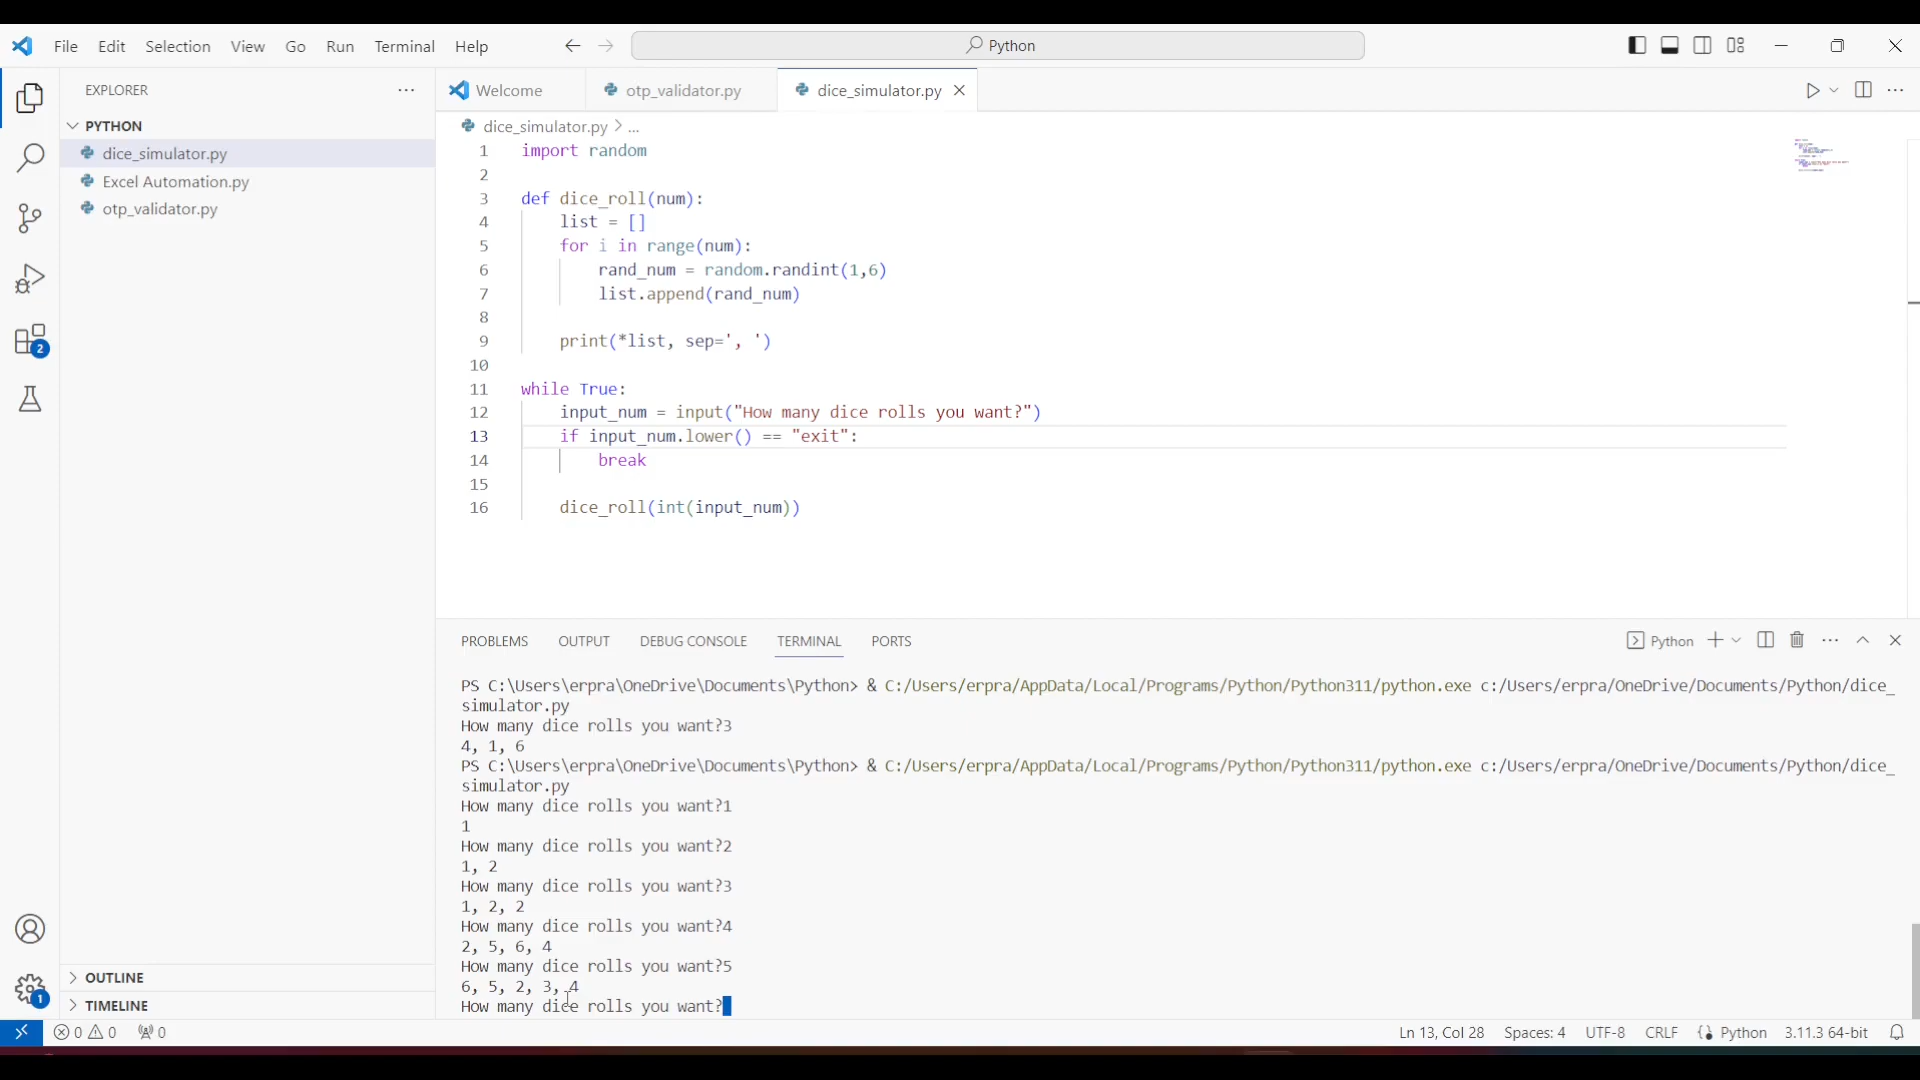 File Edit Selection View Go Run Terminal Help
Python
EXPLORER
PYTHON
dice_simulator.py
Excel Automation.py
otp_validator.py
2
OUTLINE
TIMELINE
1
Welcome
otp_validator.py
dice_simulator.py
dice_simulator.py > ...
1 import random
2
3 def dice_roll(num):
4 list = []
5 for i in range(num):
6 rand_num = random.randint(1,6)
7 list.append(rand_num)
8
9 print(*list, sep=', ')
10
11 while True:
12 input_num = input("How many dice rolls you want?")
13 if input_num.lower() == "exit":
14 break
15
16 dice_roll(int(input_num))
PROBLEMS OUTPUT DEBUG CONSOLE TERMINAL PORTS
Python
PS C:\Users\erpra\OneDrive\Documents\Python> & C:/Users/erpra/AppData/Local/Programs/Python/Python311/python.exe c:/Users/erpra/OneDrive/Documents/Python/dice_
simulator.py
How many dice rolls you want?3
4, 1, 6
PS C:\Users\erpra\OneDrive\Documents\Python> & C:/Users/erpra/AppData/Local/Programs/Python/Python311/python.exe c:/Users/erpra/OneDrive/Documents/Python/dice_
simulator.py
How many dice rolls you want?1
1
How many dice rolls you want?2
1, 2
How many dice rolls you want?3
1, 2, 2
How many dice rolls you want?4
2, 5, 6, 4
How many dice rolls you want?5
6, 5, 2, 3, 4
How many dice rolls you want?
0 0 0 Ln 13, Col 28 Spaces: 4 UTF-8 CRLF Python 3.11.3 64-bit